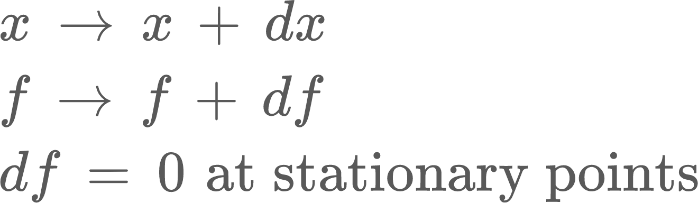 x → x + dx
f → f + df
df = 0 at stationary points